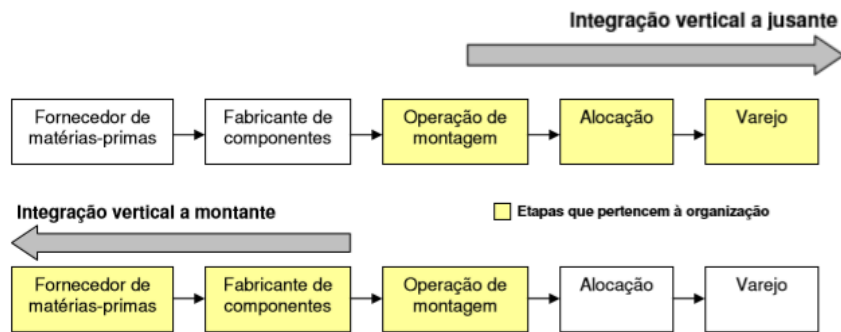 Integração vertical a jusante
Fornecedor de
matérias-primas
Fabricante de
componentes
Operação de
montagem
Alocação
Varejo
Integração vertical a montante
Etapas que pertencem à organização
Fornecedor de
matérias-primas
Fabricante de
componentes
Operação de
montagem
Alocação
Varejo